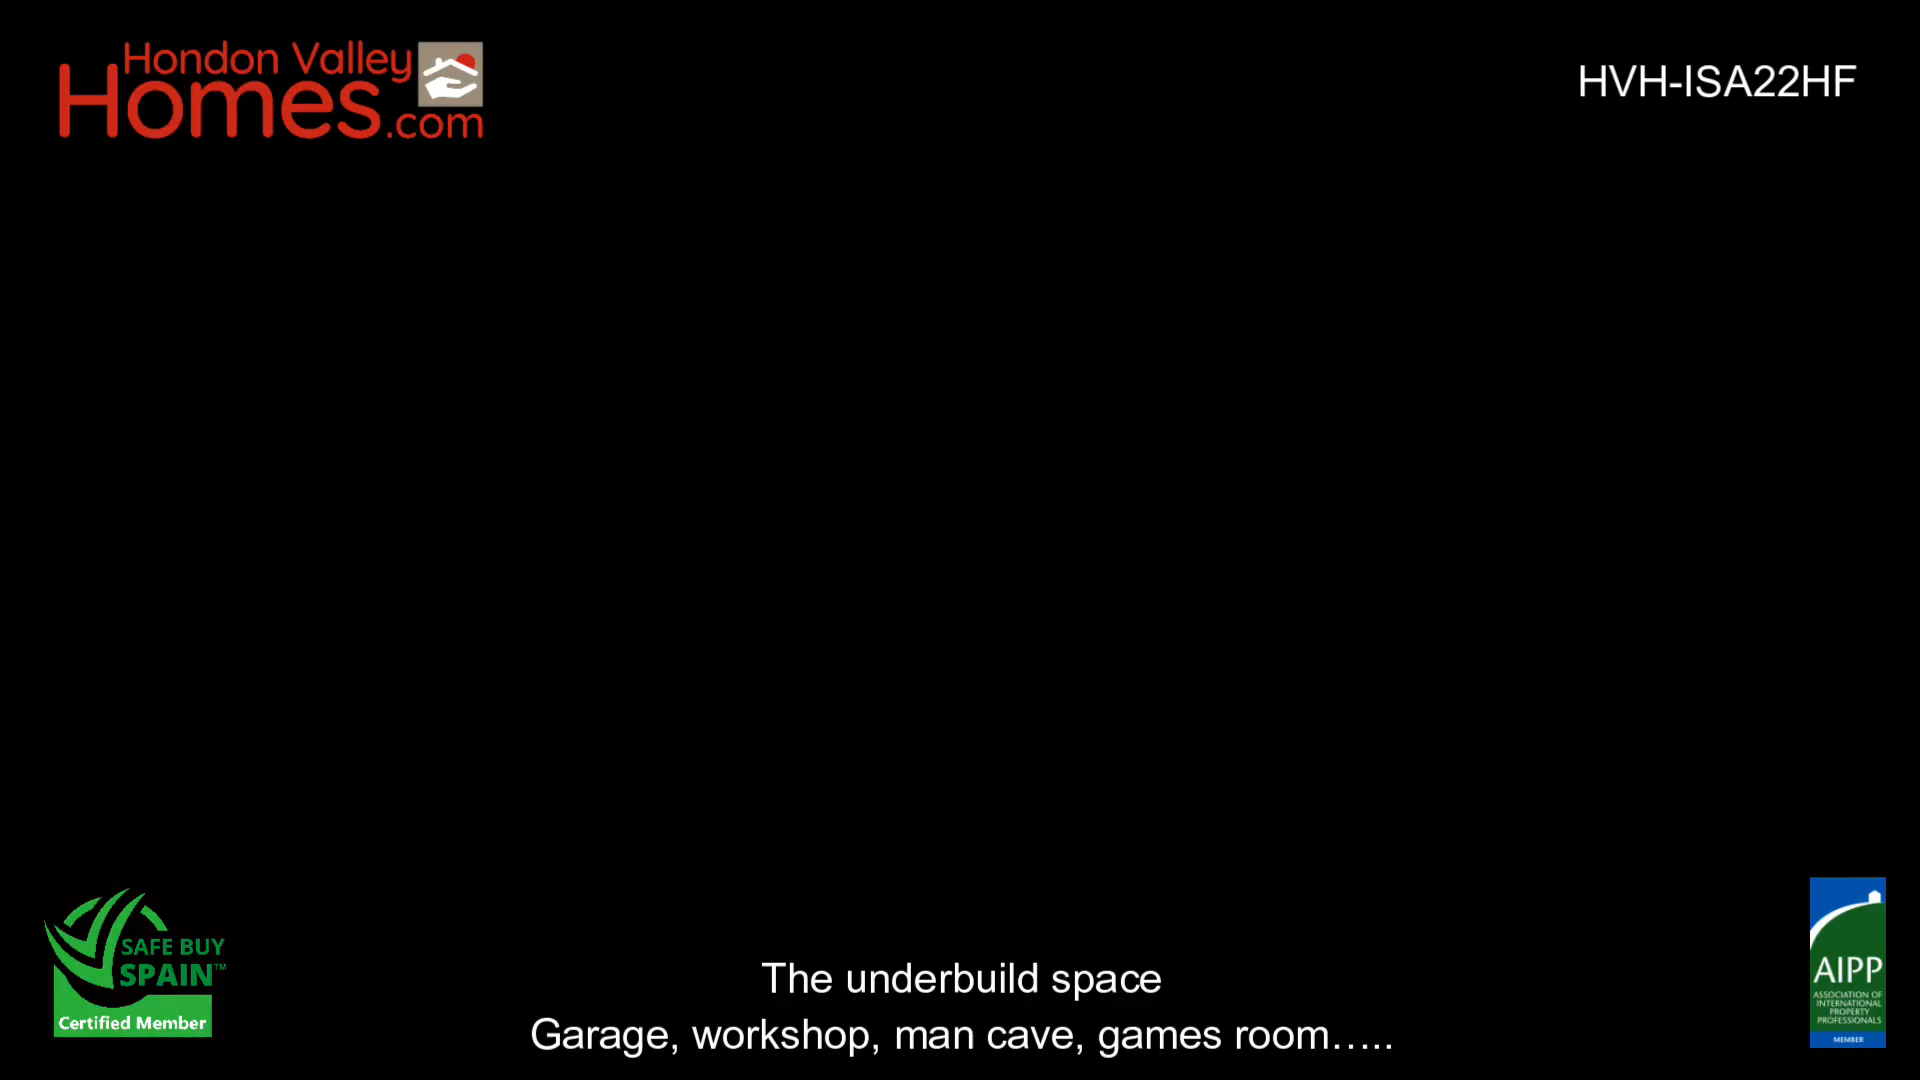 Hondon Valley
Homes.com
HVH-ISA22HF
SAFE BUY
SPAIN™
Certified Member
The underbuild space
Garage, workshop, man cave, games room…..
AIPP
ASSOCIATION OF
INTERNATIONAL
PROPERTY
PROFESSIONALS
MEMBER